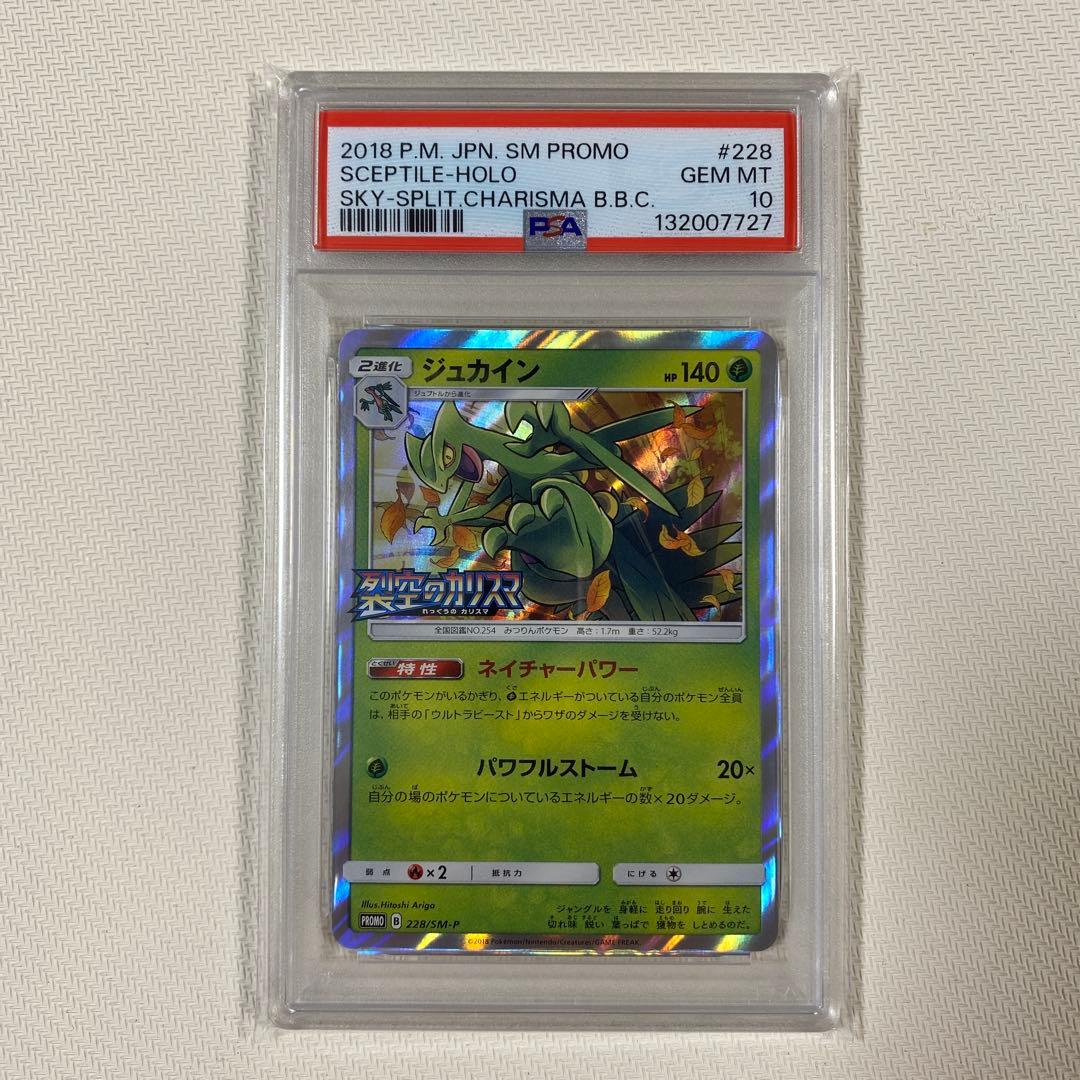 2018 P.M. JPN. SM PROMO #228
SCEPTILE-HOLO GEM MT
SKY-SPLIT.CHARISMA B.B.C. 10
PSA 132007727
2進化 ジュカイン HP 140
ジュプトルから進化
裂空のカリスマ
れっくうの カリスマ
全国図鑑NO.254 みつりんポケモン 高さ:1.7m 重さ:52.2kg
とくせい 特性 ネイチャーパワー
このポケモンがいるかぎり、エネルギーがついている自分のポケモン全員
は、相手の「ウルトラビースト」からワザのダメージを受けない。
パワフルストーム 20×
自分の場のポケモンについているエネルギーの数×20ダメージ。
弱点 ×2 抵抗力 にげる
Illus.Hitoshi Ariga
ジャングルを 身軽に 走り回り 腕に 生えた
切れ味 鋭い 葉っぱで 獲物を しとめるのだ。
PROMO B 228/SM-P
©2018 Pokémon/Nintendo/Creatures/GAME FREAK.